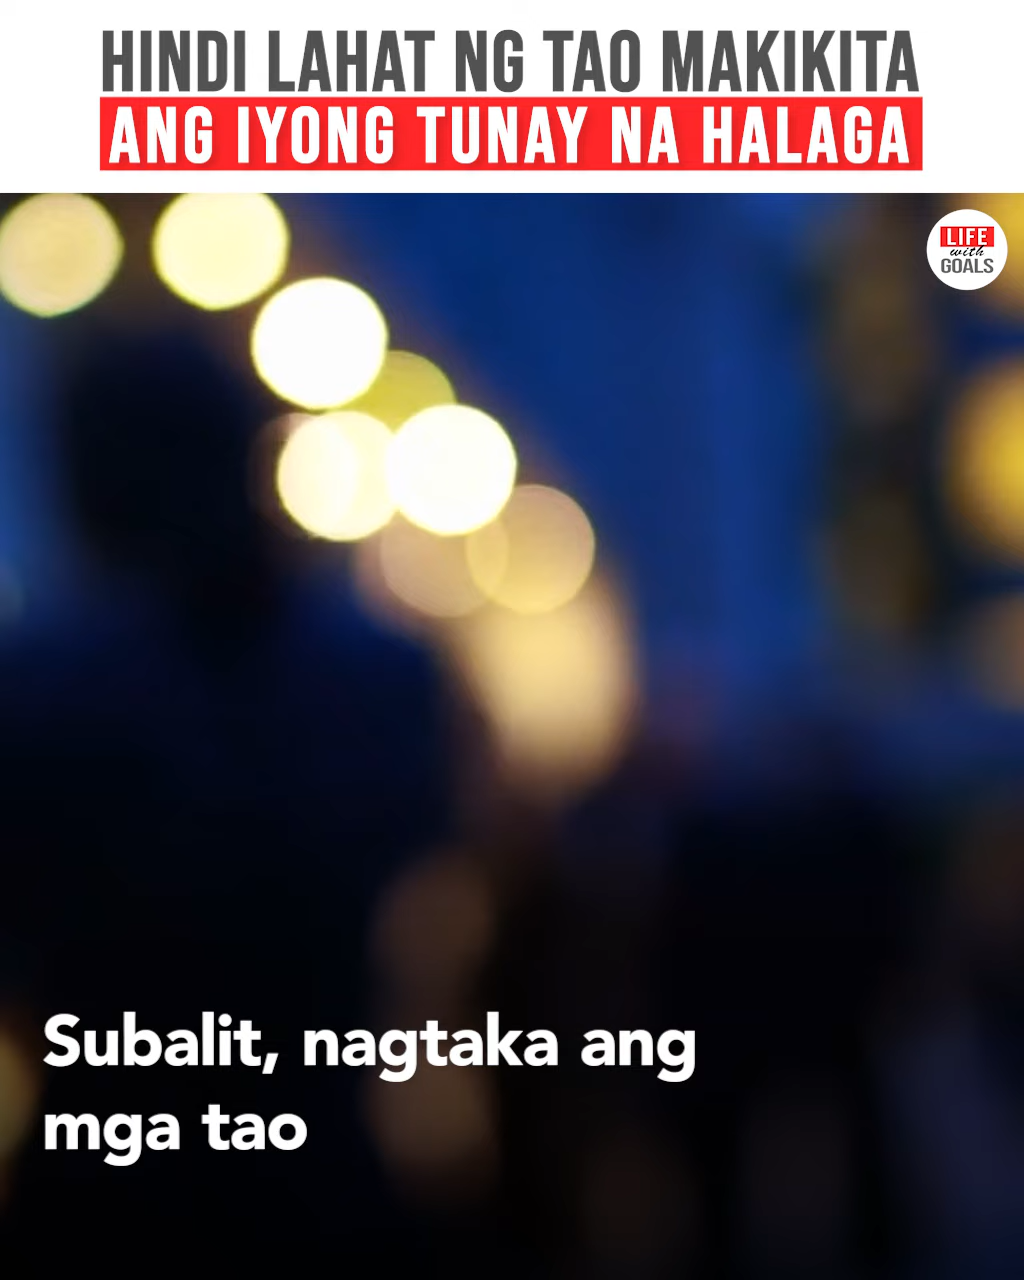 HINDI LAHAT NG TAO MAKIKITA
ANG IYONG TUNAY NA HALAGA
LIFE
with
GOALS
Subalit, nagtaka ang
mga tao